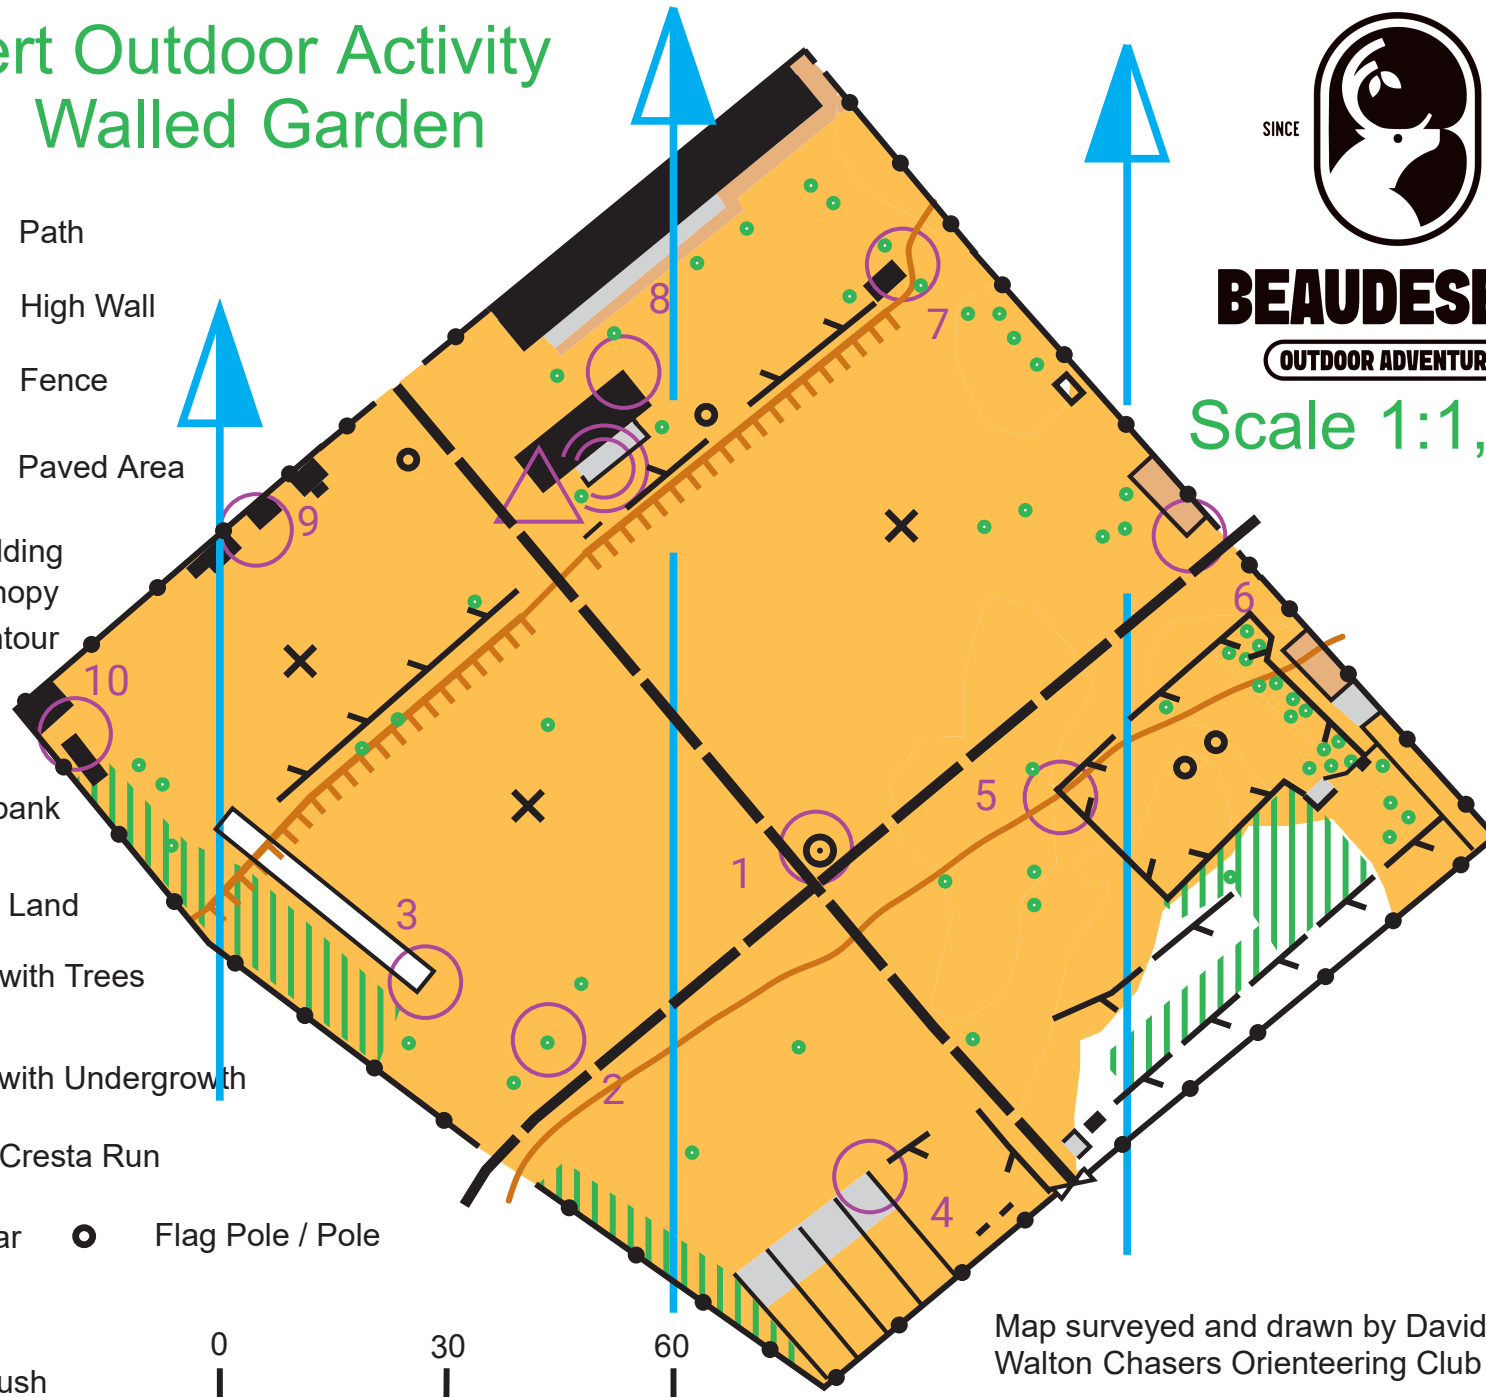 ert Outdoor Activity
Walled Garden
SINCE
BEAUDESE
OUTDOOR ADVENTUR
Scale 1:1,
Path
High Wall
Fence
Paved Area
lding
nopy
ntour
bank
Land
with Trees
with Undergrowth
Cresta Run
ar
Flag Pole / Pole
ush
8
7
9
10
6
5
1
3
2
4
0
30
60
Map surveyed and drawn by David
Walton Chasers Orienteering Club